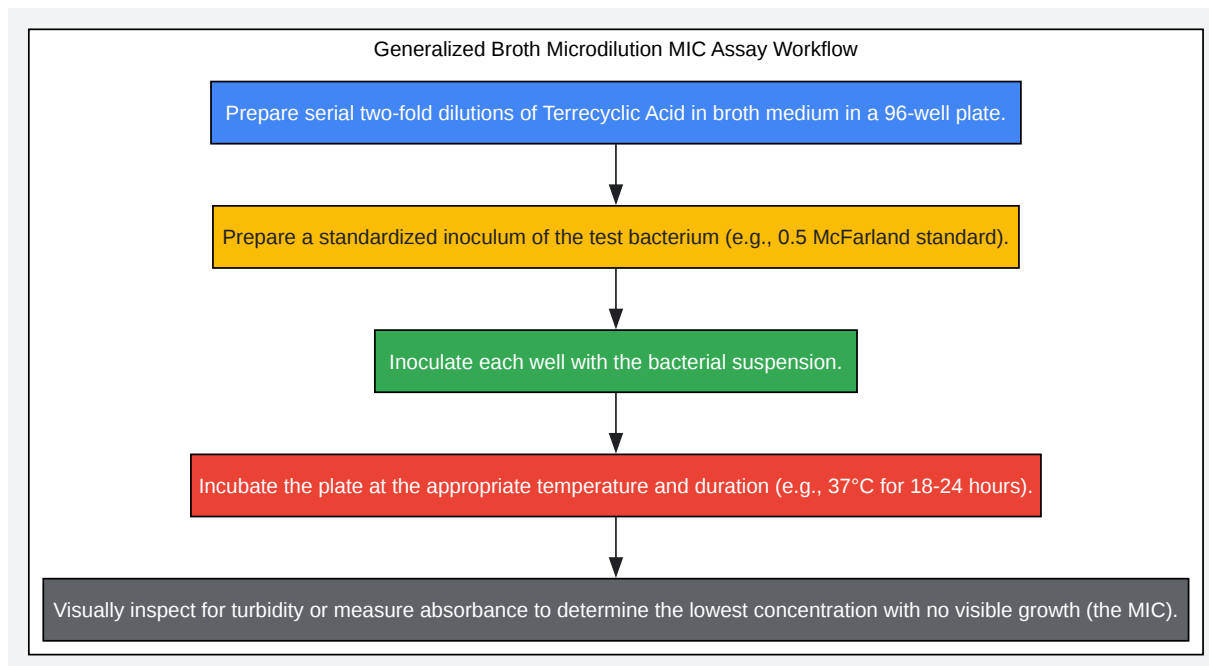 Generalized Broth Microdilution MIC Assay Workflow
Prepare serial two-fold dilutions of Terrecyclic Acid in broth medium in a 96-well plate.
Prepare a standardized inoculum of the test bacterium (e.g., 0.5 McFarland standard).
Inoculate each well with the bacterial suspension.
Incubate the plate at the appropriate temperature and duration (e.g., 37°C for 18-24 hours).
Visually inspect for turbidity or measure absorbance to determine the lowest concentration with no visible growth (the MIC).